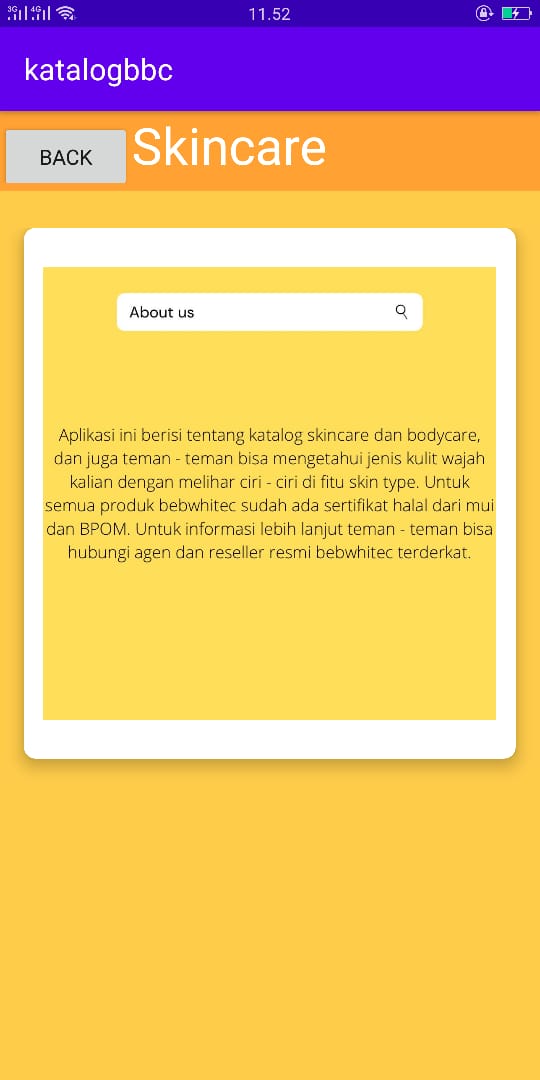 3G 4G 11.52
katalogbbc
BACK Skincare
About us
Aplikasi ini berisi tentang katalog skincare dan bodycare,
dan juga teman - teman bisa mengetahui jenis kulit wajah
kalian dengan melihar ciri - ciri di fitu skin type. Untuk
semua produk bebwhitec sudah ada sertifikat halal dari mui
dan BPOM. Untuk informasi lebih lanjut teman - teman bisa
hubungi agen dan reseller resmi bebwhitec terderkat.